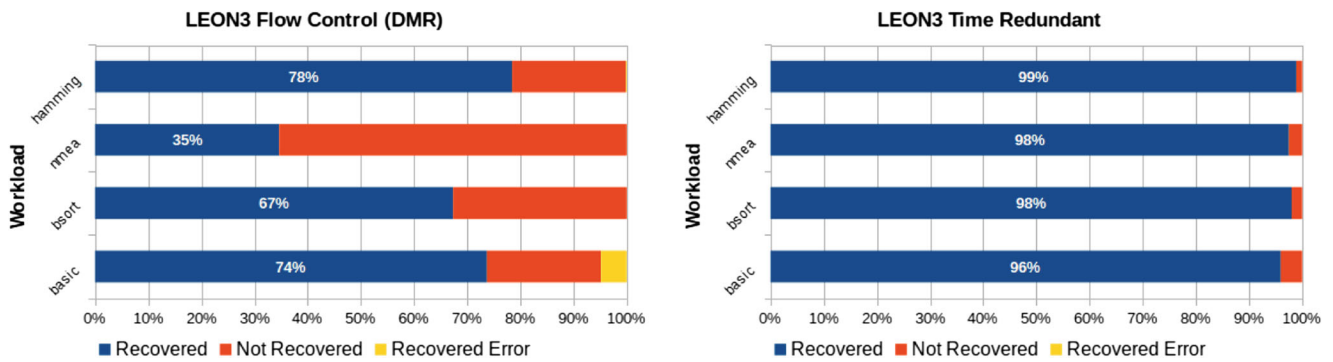 LEON3 Flow Control (DMR)
Workload
hamming
78%
nmea
35%
bsort
67%
basic
74%
0% 10% 20% 30% 40% 50% 60% 70% 80% 90% 100%
Recovered Not Recovered Recovered Error
LEON3 Time Redundant
Workload
hamming
99%
nmea
98%
bsort
98%
basic
96%
0% 10% 20% 30% 40% 50% 60% 70% 80% 90% 100%
Recovered Not Recovered Recovered Error